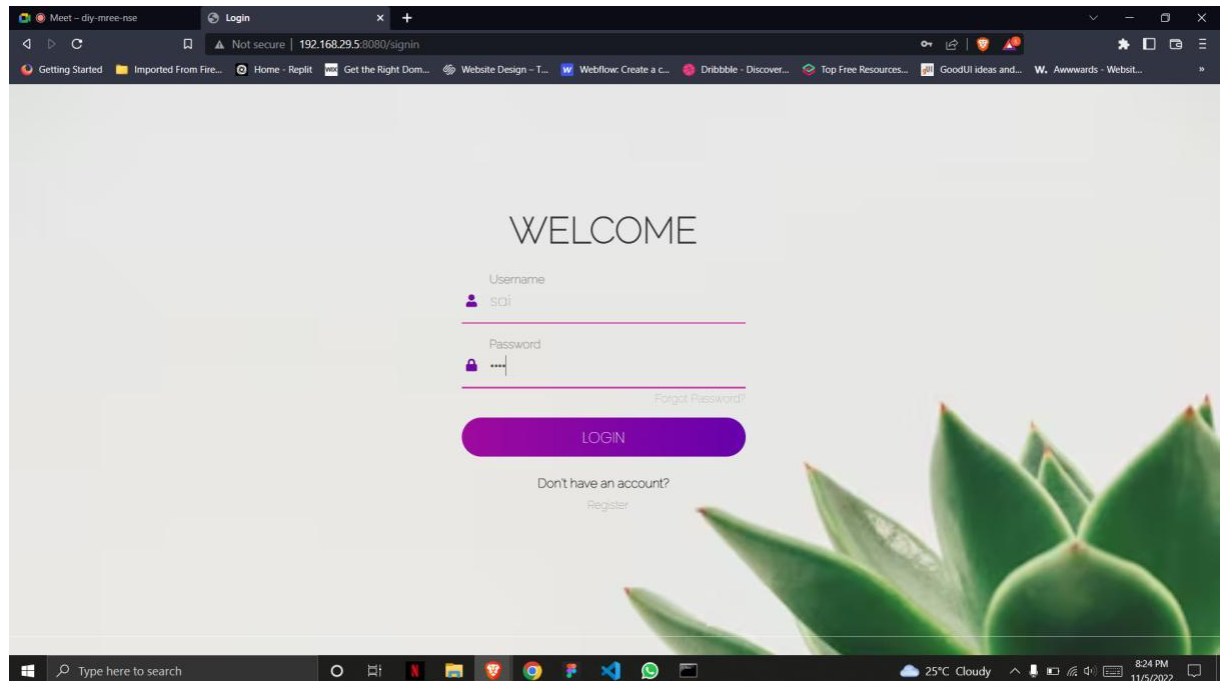 Meet – diy-mree-nse
Login
Not secure | 192.168.29.5:8080/signin
Getting Started Imported From Fire... Home - Replit Get the Right Dom... Website Design – T... Webflow: Create a c... Dribbble - Discover... Top Free Resources... GoodUI ideas and... W. Awwwards - Websit... »
WELCOME
Username
sai
Password
••••
Forgot Password?
LOGIN
Don't have an account?
Register
Type here to search
25°C Cloudy
8:24 PM
11/5/2022